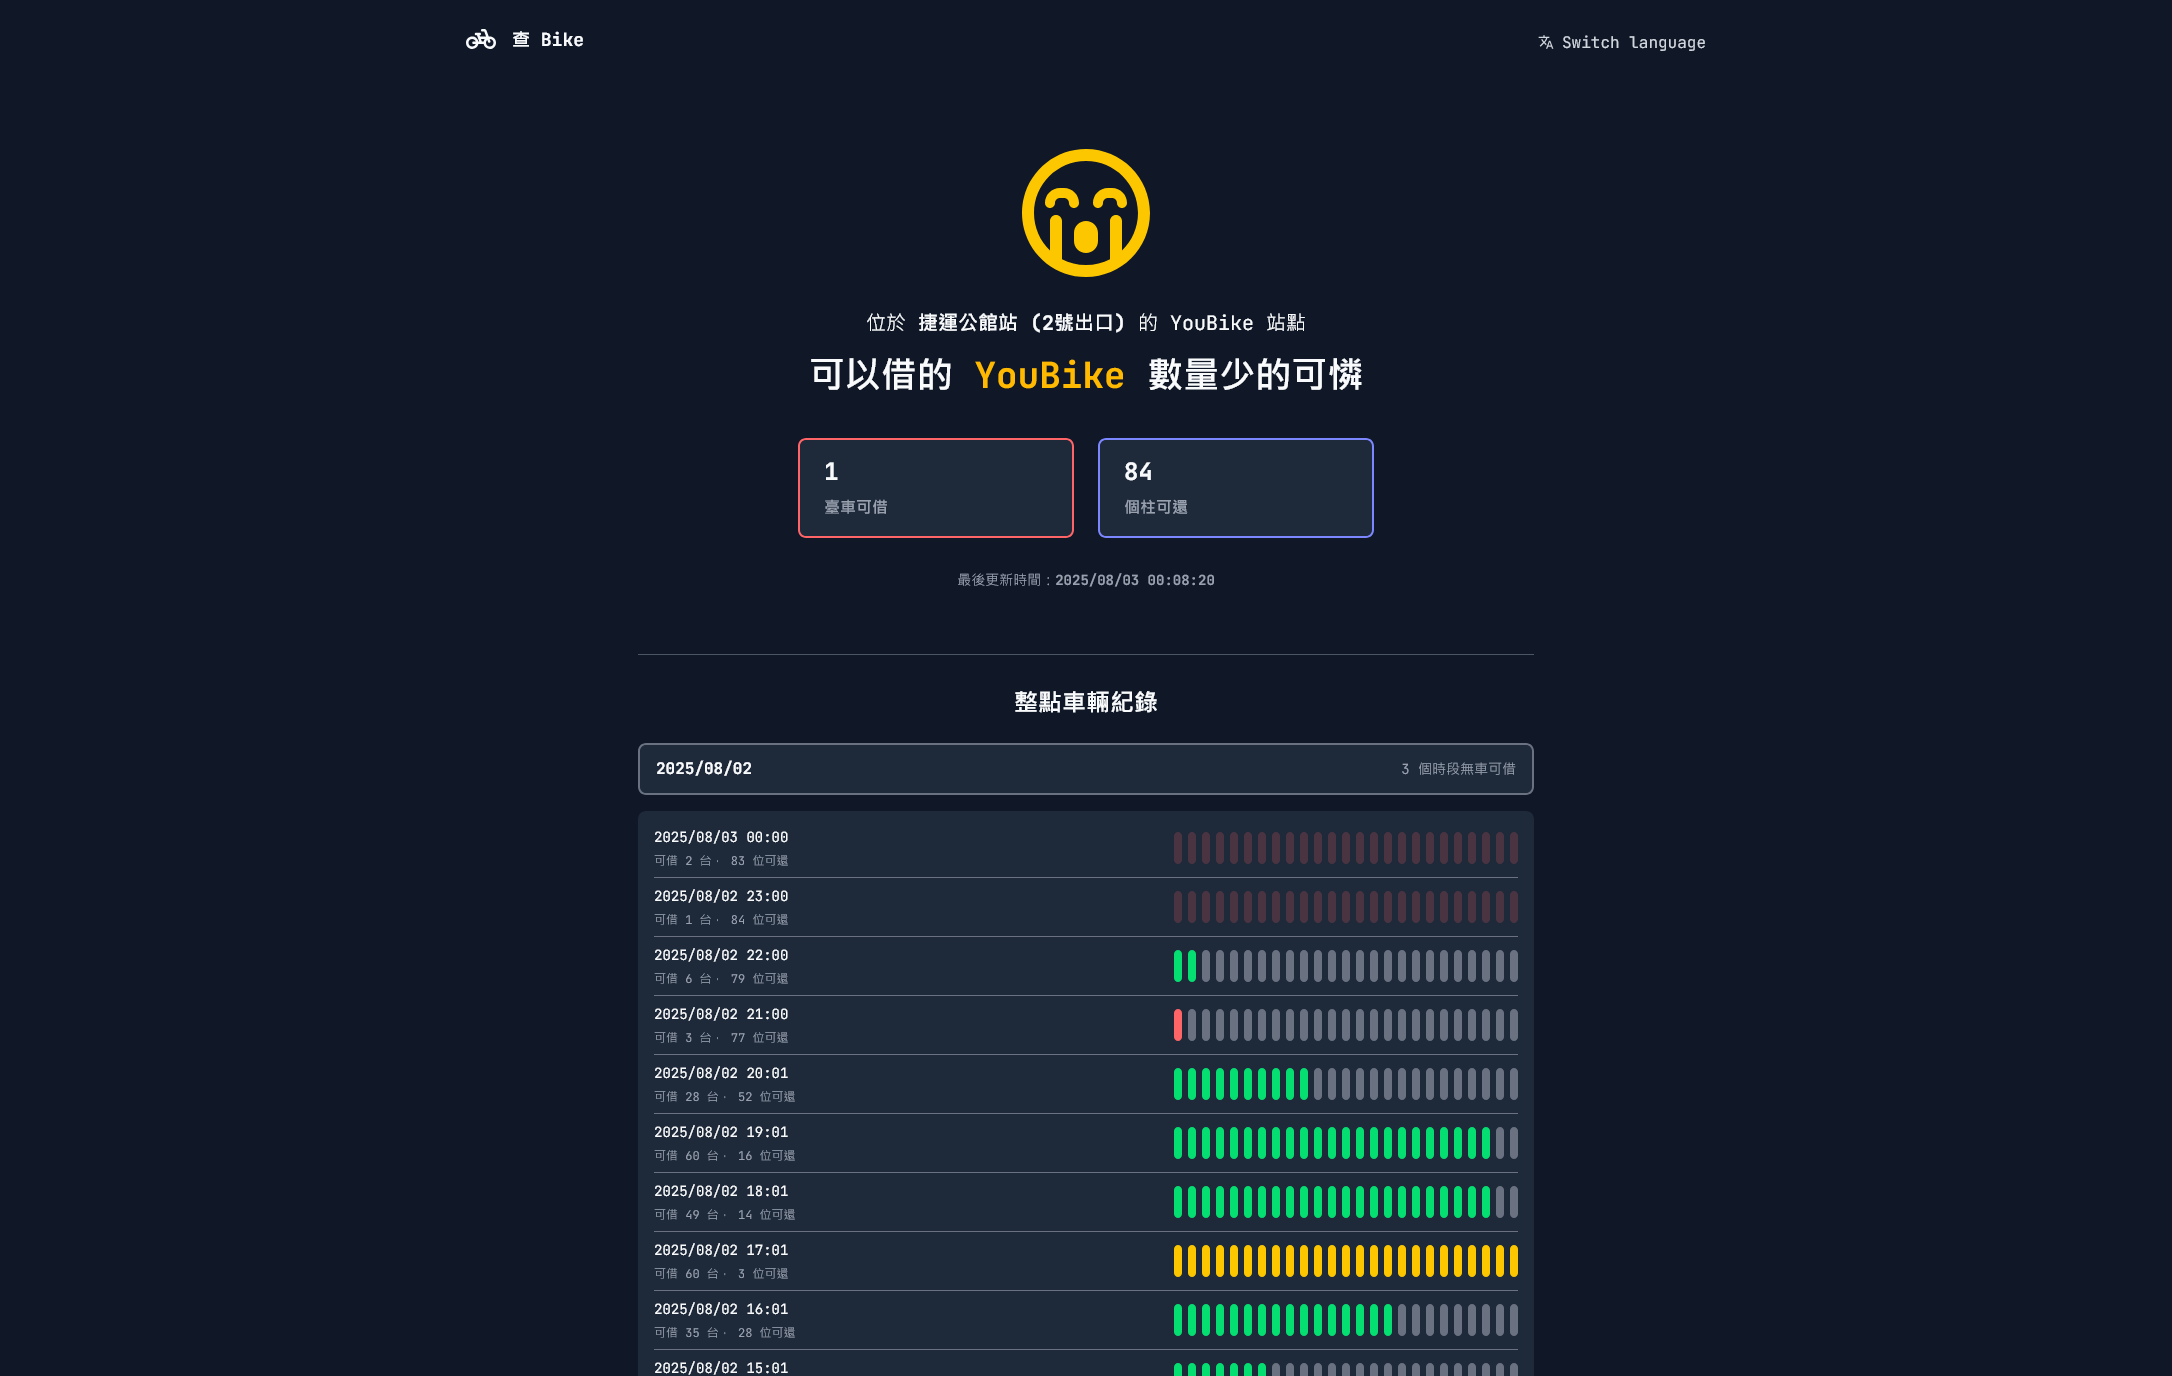 查 Bike
Switch language
位於 捷運公館站 (2號出口) 的 YouBike 站點
可以借的 YouBike 數量少的可憐
1
臺車可借
84
個柱可還
最後更新時間：2025/08/03 00:08:20
整點車輛紀錄
2025/08/02
3 個時段無車可借
2025/08/03 00:00
可借 2 台· 83 位可還
2025/08/02 23:00
可借 1 台· 84 位可還
2025/08/02 22:00
可借 6 台· 79 位可還
2025/08/02 21:00
可借 3 台· 77 位可還
2025/08/02 20:01
可借 28 台· 52 位可還
2025/08/02 19:01
可借 60 台· 16 位可還
2025/08/02 18:01
可借 49 台· 14 位可還
2025/08/02 17:01
可借 60 台· 3 位可還
2025/08/02 16:01
可借 35 台· 28 位可還
2025/08/02 15:01